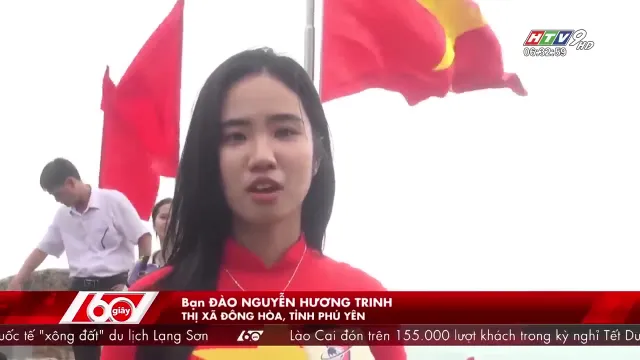 HTV9HD
06:32:59
Bạn ĐÀO NGUYỄN HƯƠNG TRINH
THỊ XÃ ĐÔNG HÒA, TỈNH PHÚ YÊN
60 giây
uốc tế "xông đất" du lịch Lạng Sơn
60 giây
Lào Cai đón trên 155.000 lượt khách trong kỳ nghỉ Tết Dư